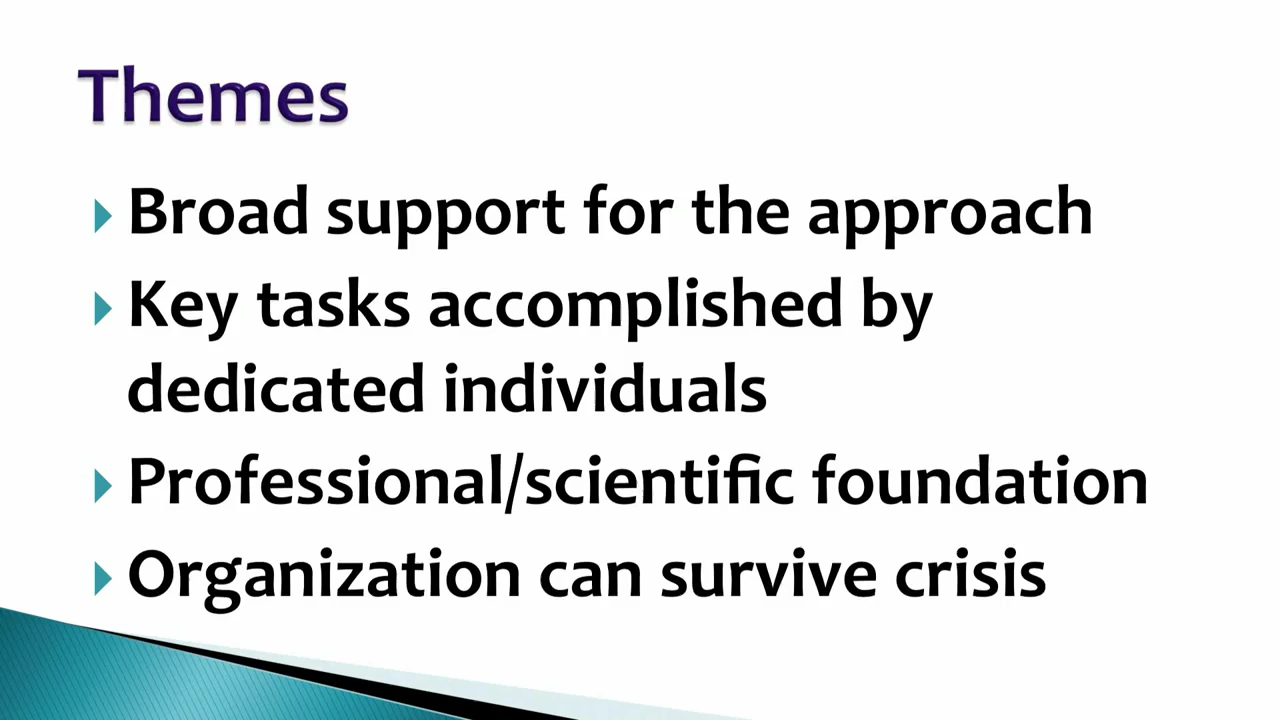 Themes
Broad support for the approach
Key tasks accomplished by
dedicated individuals
Professional/scientific foundation
Organization can survive crisis